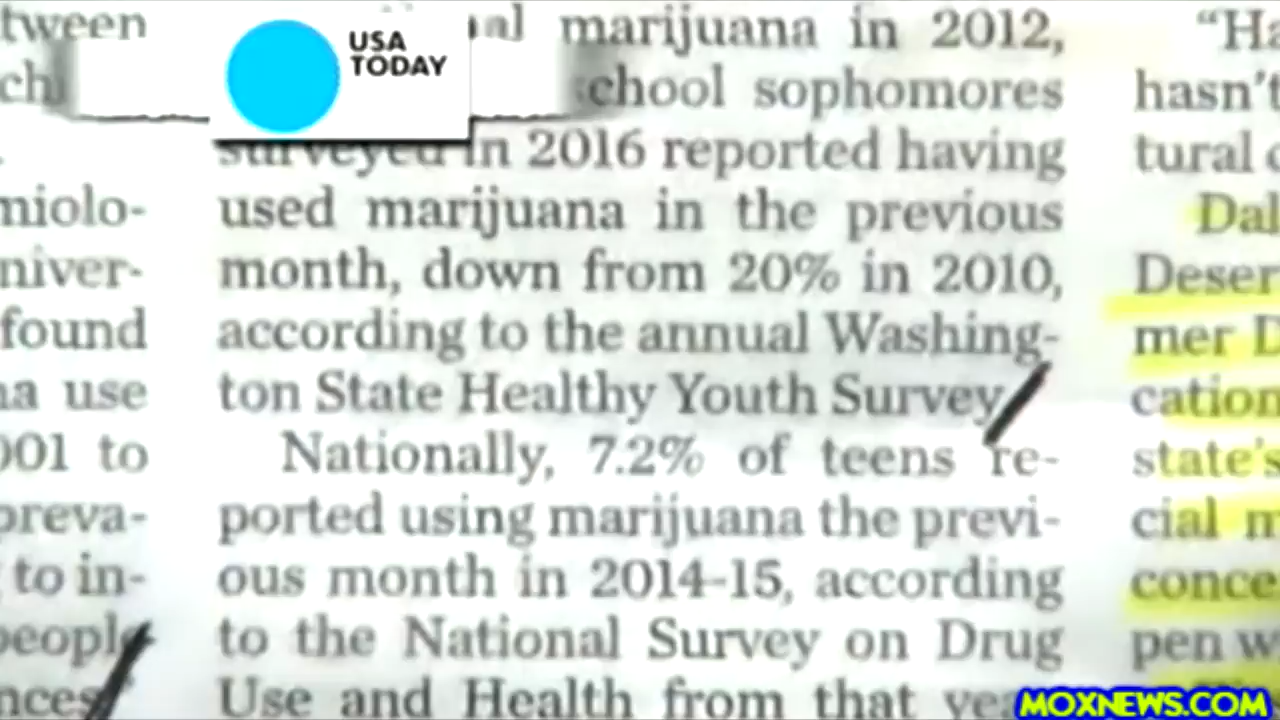 tween
miolo-
niver-
found
use
to
preva-
to in-
USA
TODAY
marijuana in 2012,
sophomores
surveyed in 2016 reported having
used marijuana in the previous
month, down from 20% in 2010,
according to the annual Washing-
ton State Healthy Youth Survey
Nationally, 7.2% of teens re-
ported using marijuana the previ-
ous month in 2014–15, according
to the National Survey on Drug
Use and Health from that
“Ha
hasn't
tural
Dal
Deser
mer D
cation
state's
cial
conce
pen w
MOXNEWS.COM